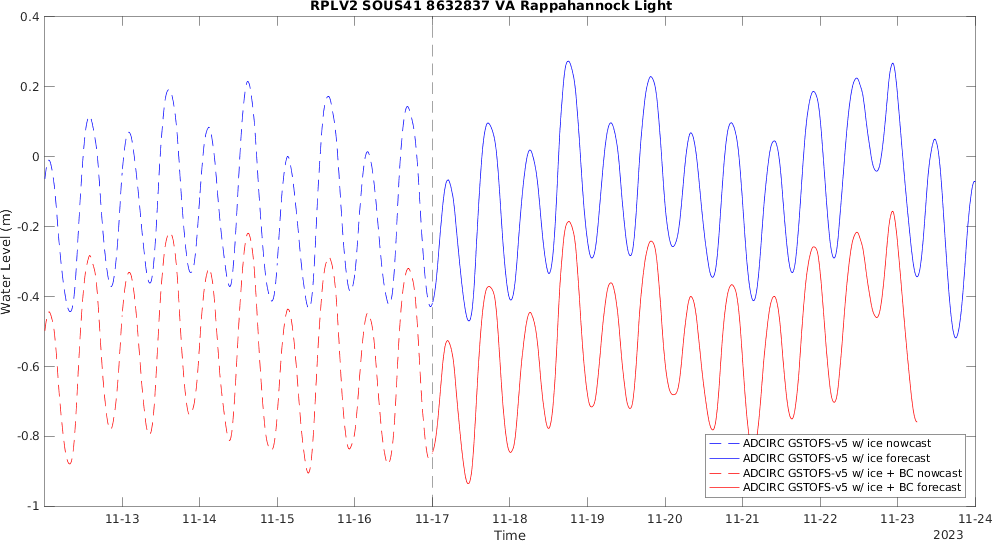 RPLV2 SOUS41 8632837 VA Rappahannock Light
0.4
0.2
0
-0.2
-0.4
-0.6
-0.8
-1
Water Level (m)
ADCIRC GSTOFS-v5 w/ ice nowcast
ADCIRC GSTOFS-v5 w/ ice forecast
ADCIRC GSTOFS-v5 w/ ice + BC nowcast
ADCIRC GSTOFS-v5 w/ ice + BC forecast
11-13 11-14 11-15 11-16 11-17 11-18 11-19 11-20 11-21 11-22 11-23 11-24
Time
2023